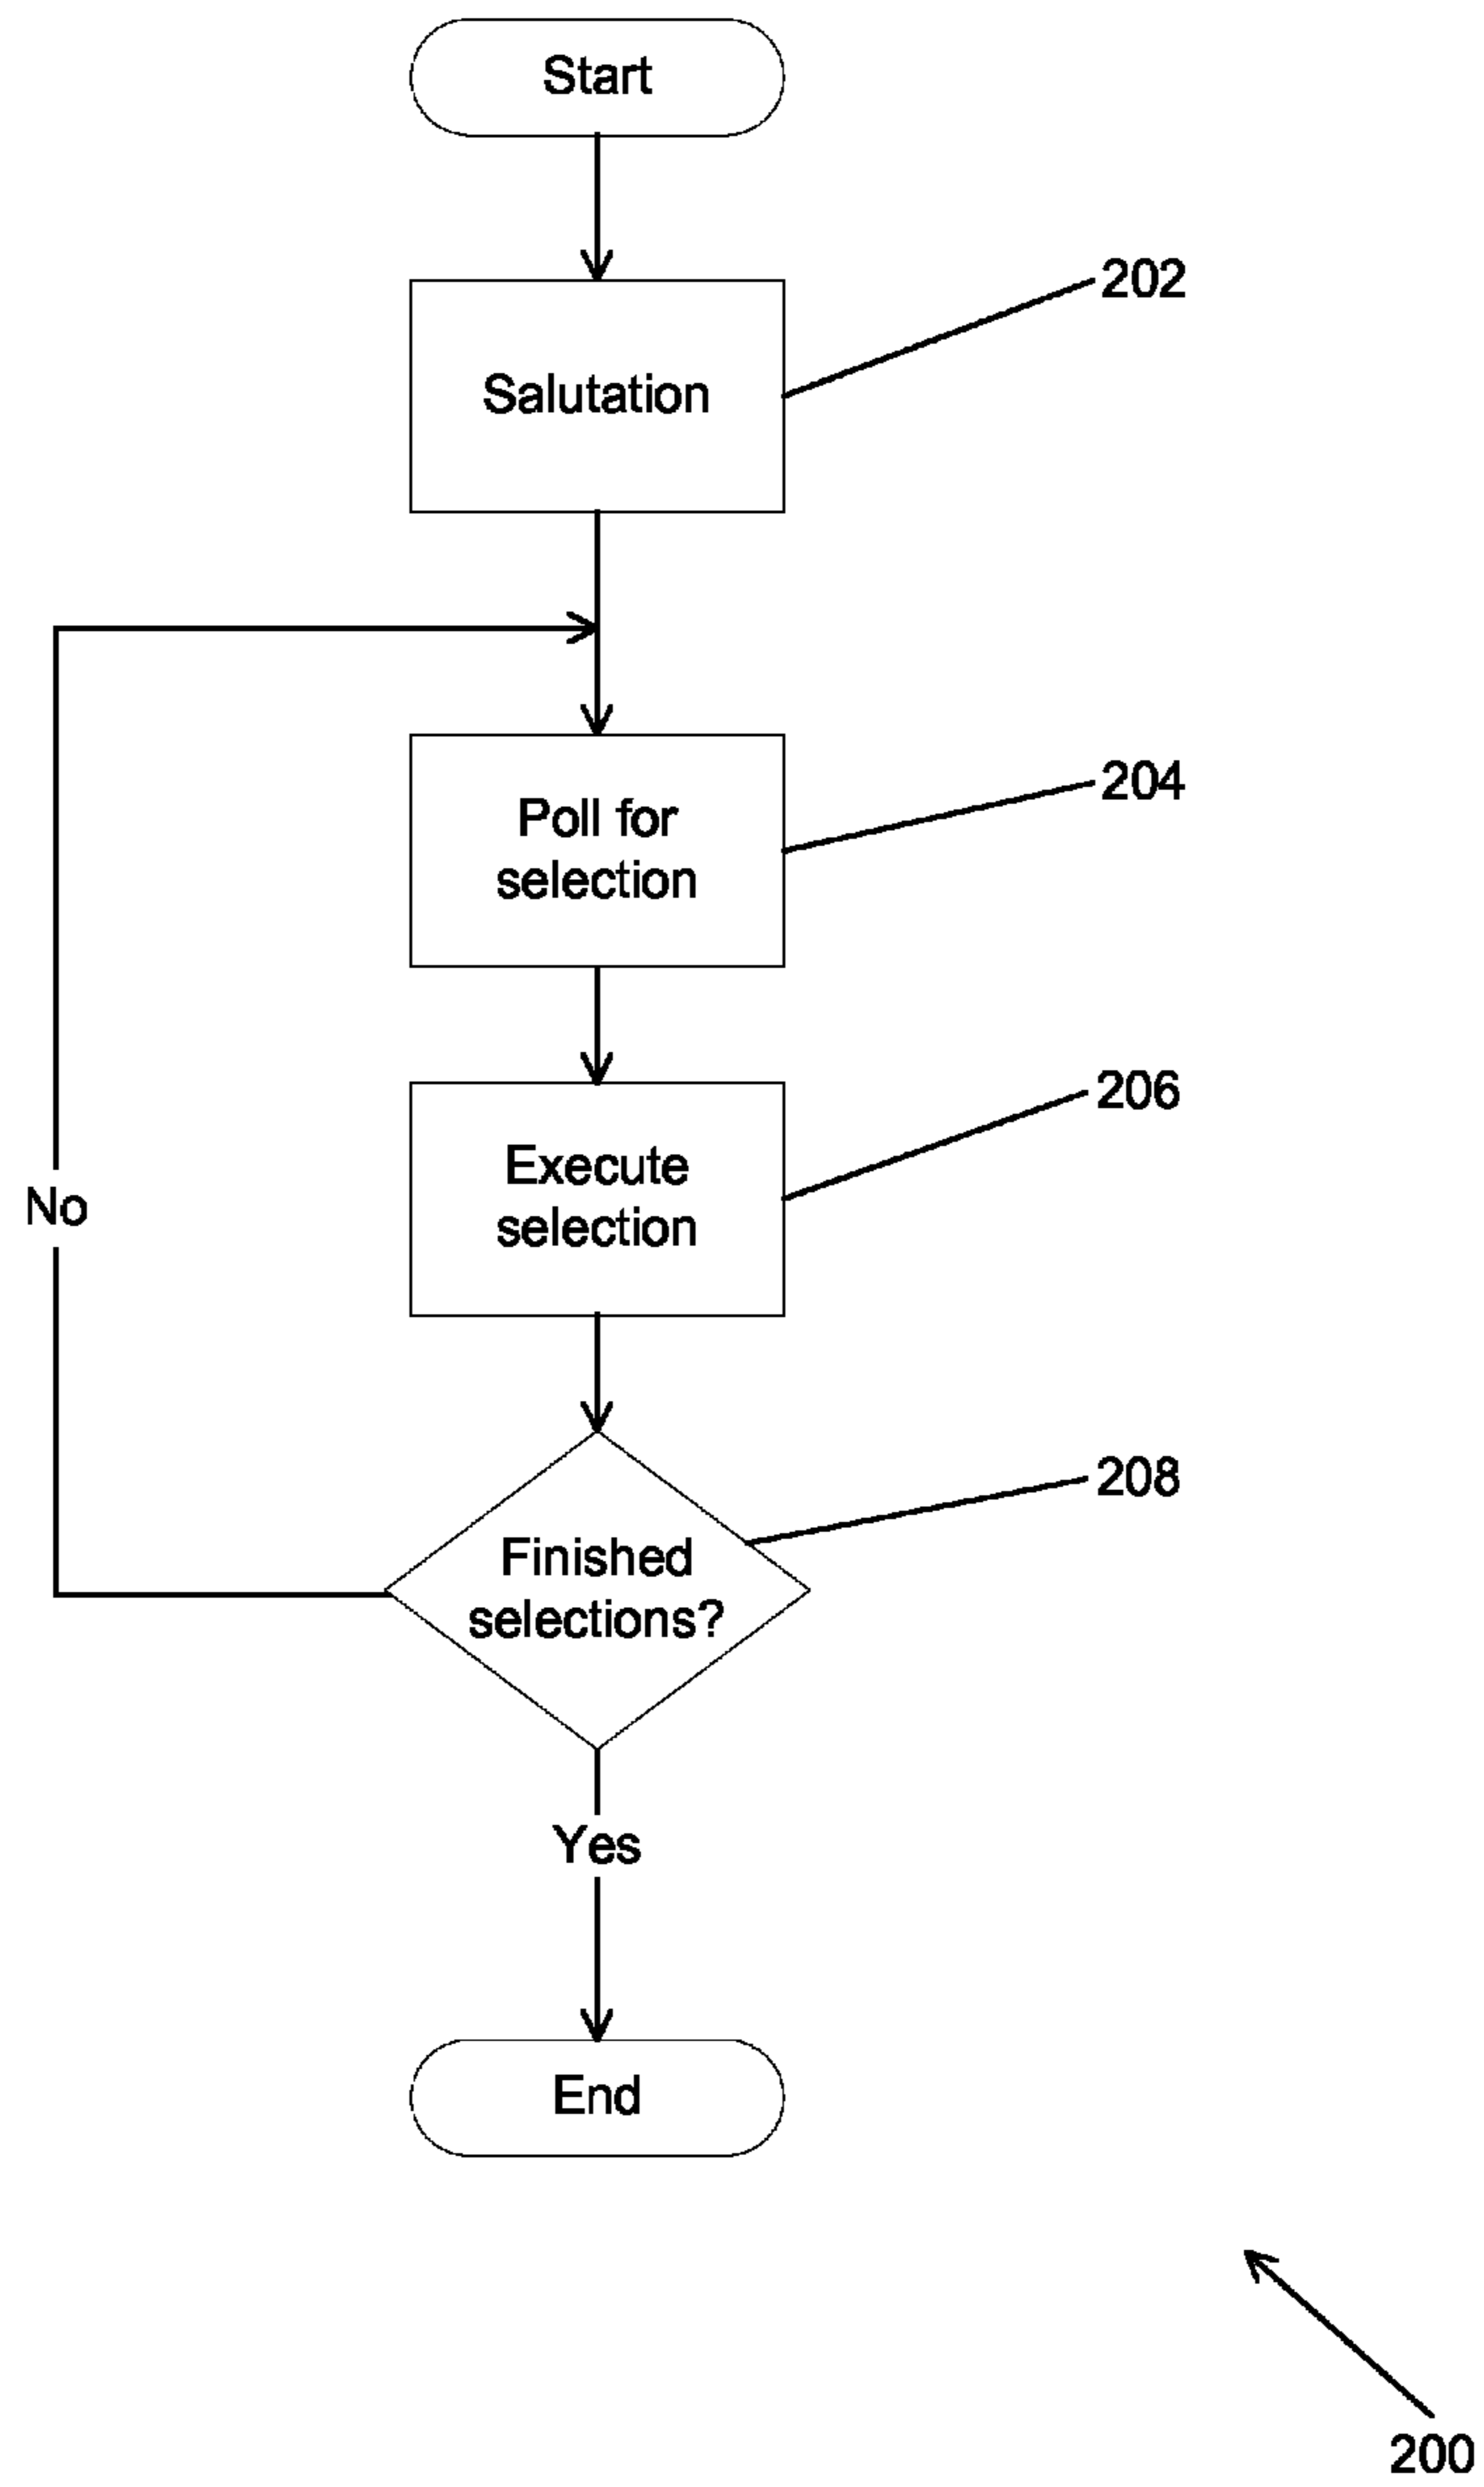 Start
Salutation
202
Poll for
selection
204
Execute
selection
206
No
Finished
selections?
208
Yes
End
200